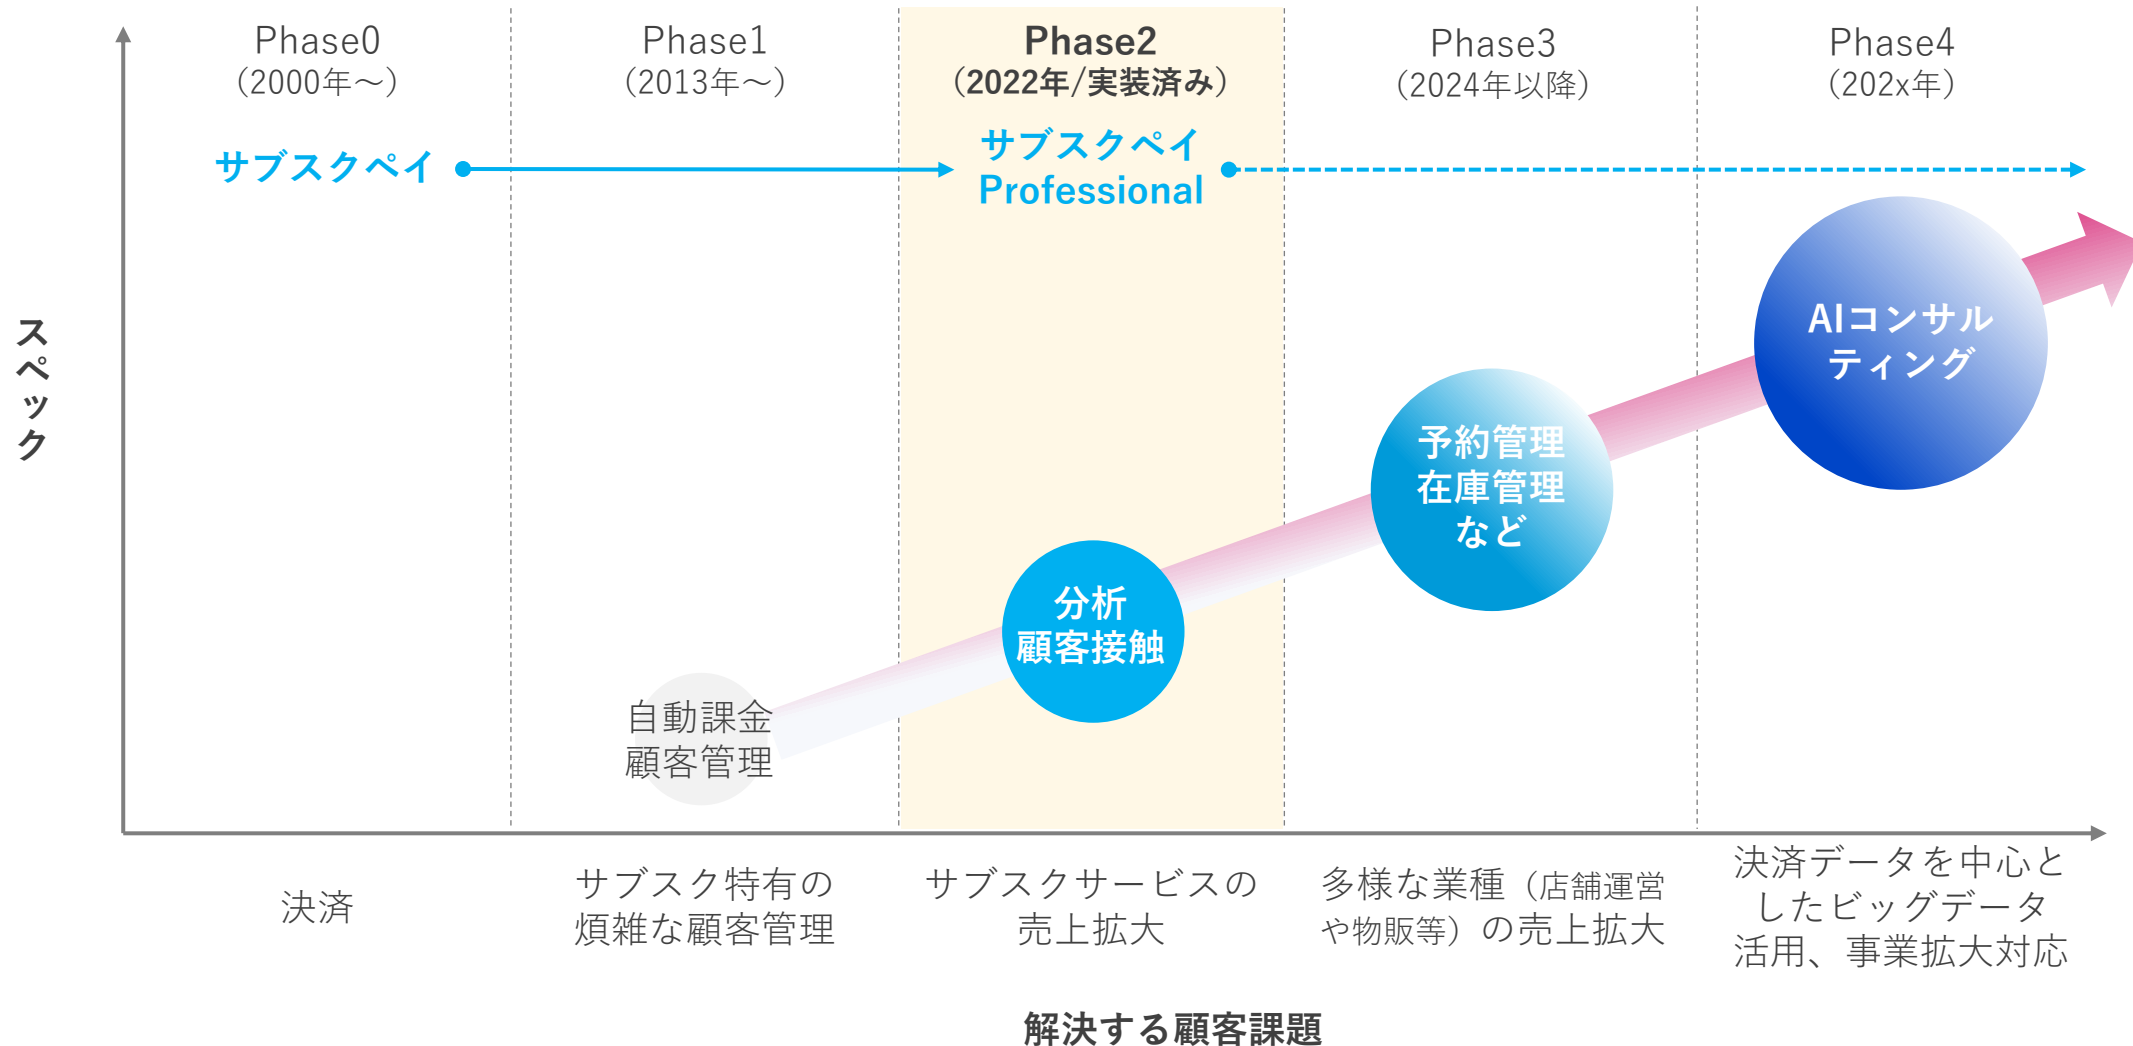 Phase0
（2000年～）
Phase1
（2013年～）
Phase2
（2022年/実装済み）
Phase3
（2024年以降）
Phase4
（202x年）
サブスクペイ
サブスクペイ
Professional
スペック
AIコンサル
ティング
予約管理
在庫管理
など
分析
顧客接触
自動課金
顧客管理
決済
サブスク特有の
煩雑な顧客管理
サブスクサービスの
売上拡大
多様な業種（店舗運営
や物販等）の売上拡大
決済データを中心と
したビッグデータ
活用、事業拡大対応
解決する顧客課題